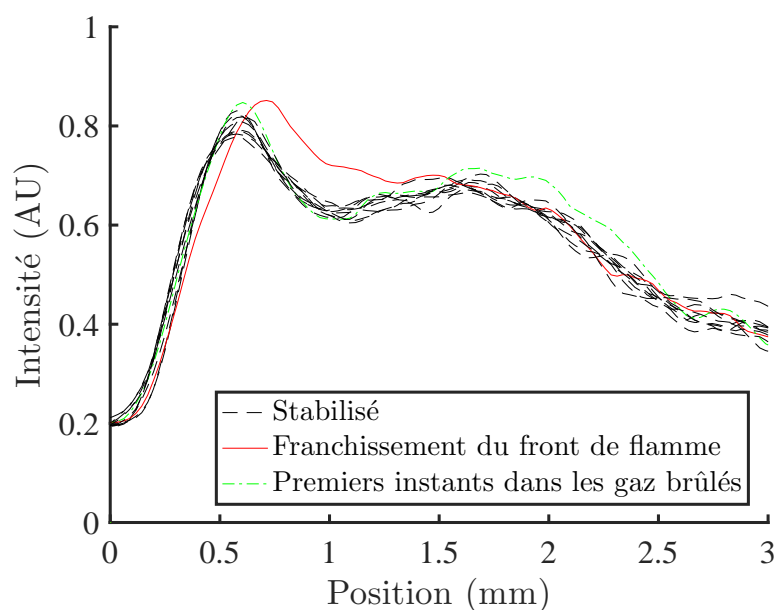 1
0.8
0.6
0.4
0.2
0
Intensité (AU)
Stabilisé
Franchissement du front de flamme
Premiers instants dans les gaz brûlés
0 0.5 1 1.5 2 2.5 3
Position (mm)